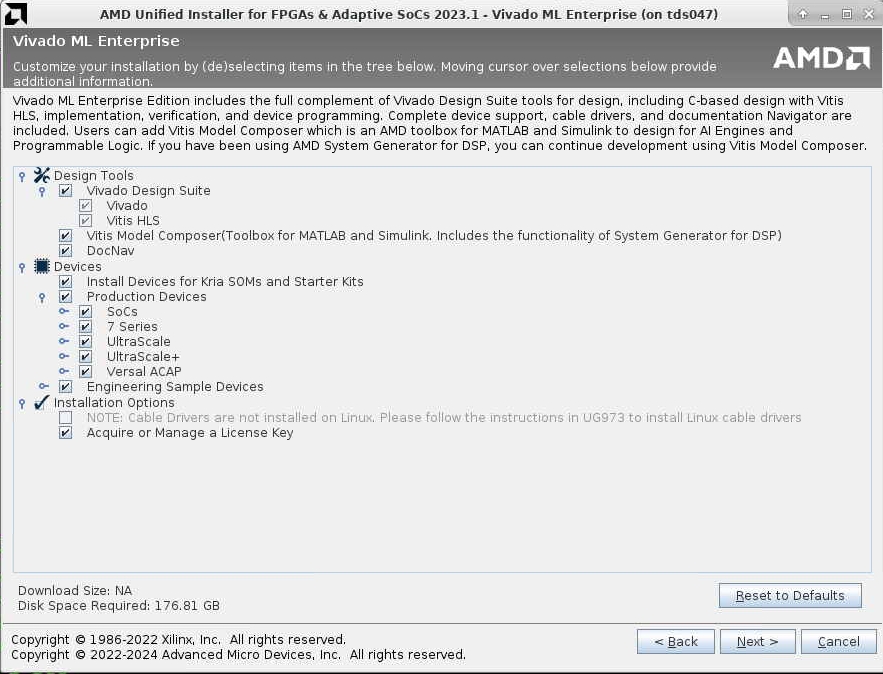 AMD Unified Installer for FPGAs & Adaptive SoCs 2023.1 - Vivado ML Enterprise (on tds047)
Vivado ML Enterprise
Customize your installation by (de)selecting items in the tree below. Moving cursor over selections below provide
additional information.
AMD
Vivado ML Enterprise Edition includes the full complement of Vivado Design Suite tools for design, including C-based design with Vitis
HLS, implementation, verification, and device programming. Complete device support, cable drivers, and documentation Navigator are
included. Users can add Vitis Model Composer which is an AMD toolbox for MATLAB and Simulink to design for AI Engines and
Programmable Logic. If you have been using AMD System Generator for DSP, you can continue development using Vitis Model Composer.
Design Tools
Vivado Design Suite
Vivado
Vitis HLS
Vitis Model Composer(Toolbox for MATLAB and Simulink. Includes the functionality of System Generator for DSP)
DocNav
Devices
Install Devices for Kria SOMs and Starter Kits
Production Devices
SoCs
7 Series
UltraScale
UltraScale+
Versal ACAP
Engineering Sample Devices
Installation Options
NOTE: Cable Drivers are not installed on Linux. Please follow the instructions in UG973 to install Linux cable drivers
Acquire or Manage a License Key
Download Size: NA
Disk Space Required: 176.81 GB
Reset to Defaults
Copyright © 1986-2022 Xilinx, Inc. All rights reserved.
Copyright © 2022-2024 Advanced Micro Devices, Inc. All rights reserved.
< Back
Next >
Cancel